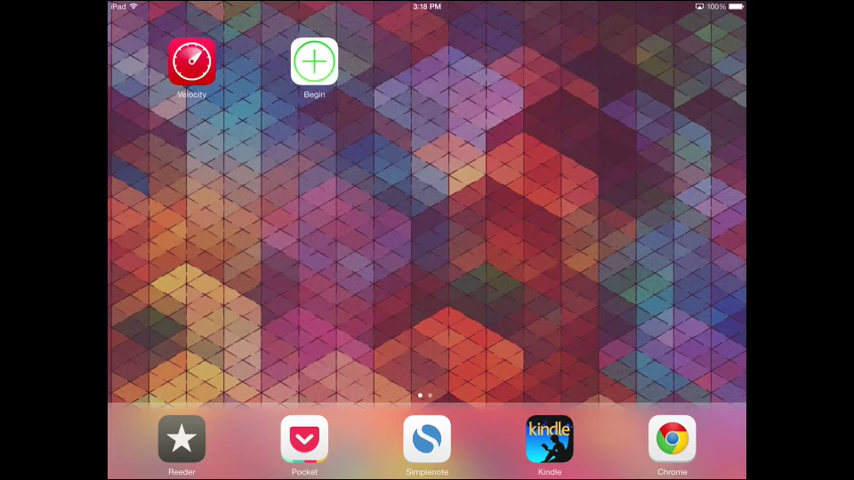 iPad 3:18 PM 100%
Velocity Begin
kindle
Reeder Pocket Simplenote Kindle Chrome